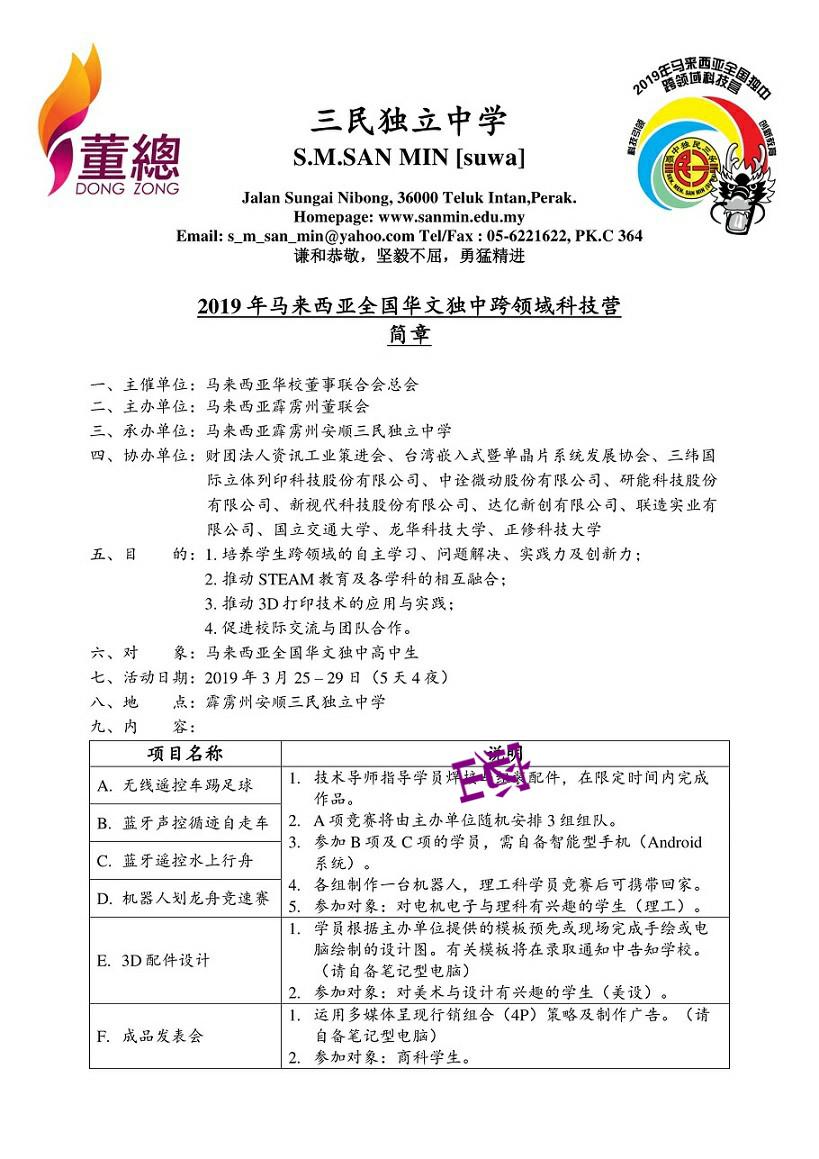 董總
DONG ZONG
2019年马来西亚全国独中
跨领域科技营
科技引领
创新教育
三民独立中学
S.M.SAN MIN [suwa]
Jalan Sungai Nibong, 36000 Teluk Intan,Perak.
Homepage: www.sanmin.edu.my
Email: s_m_san_min@yahoo.com Tel/Fax : 05-6221622, PK.C 364
谦和恭敬，坚毅不屈，勇猛精进
2019 年马来西亚全国华文独中跨领域科技营
简章
一、主催单位：马来西亚华校董事联合会总会
二、主办单位：马来西亚霹雳州董联会
三、承办单位：马来西亚霹雳州安顺三民独立中学
四、协办单位：财团法人资讯工业策进会、台湾嵌入式暨单晶片系统发展协会、三纬国
际立体列印科技股份有限公司、中诠微动股份有限公司、研能科技股份
有限公司、新视代科技股份有限公司、达亿新创有限公司、联造实业有
限公司、国立交通大学、龙华科技大学、正修科技大学
五、目　　的：1. 培养学生跨领域的自主学习、问题解决、实践力及创新力；
2. 推动 STEAM 教育及各学科的相互融合；
3. 推动 3D 打印技术的应用与实践；
4. 促进校际交流与团队合作。
六、对　　象：马来西亚全国华文独中高中生
七、活动日期：2019 年 3 月 25 – 29 日（5 天 4 夜）
八、地　　点：霹雳州安顺三民独立中学
九、内　　容：
项目名称 说明
A. 无线遥控车踢足球
B. 蓝牙声控循迹自走车
C. 蓝牙遥控水上行舟
D. 机器人划龙舟竞速赛
1. 技术导师指导学员焊接与组装配件，在限定时间内完成
作品。
2. A 项竞赛将由主办单位随机安排 3 组组队。
3. 参加 B 项及 C 项的学员，需自备智能型手机（Android
系统）。
4. 各组制作一台机器人，理工科学员竞赛后可携带回家。
5. 参加对象：对电机电子与理科有兴趣的学生（理工）。
E. 3D 配件设计
1. 学员根据主办单位提供的模板预先或现场完成手绘或电
脑绘制的设计图。有关模板将在录取通知中告知学校。
（请自备笔记型电脑）
2. 参加对象：对美术与设计有兴趣的学生（美设）。
F. 成品发表会
1. 运用多媒体呈现行销组合（4P）策略及制作广告。（请
自备笔记型电脑）
2. 参加对象：商科学生。